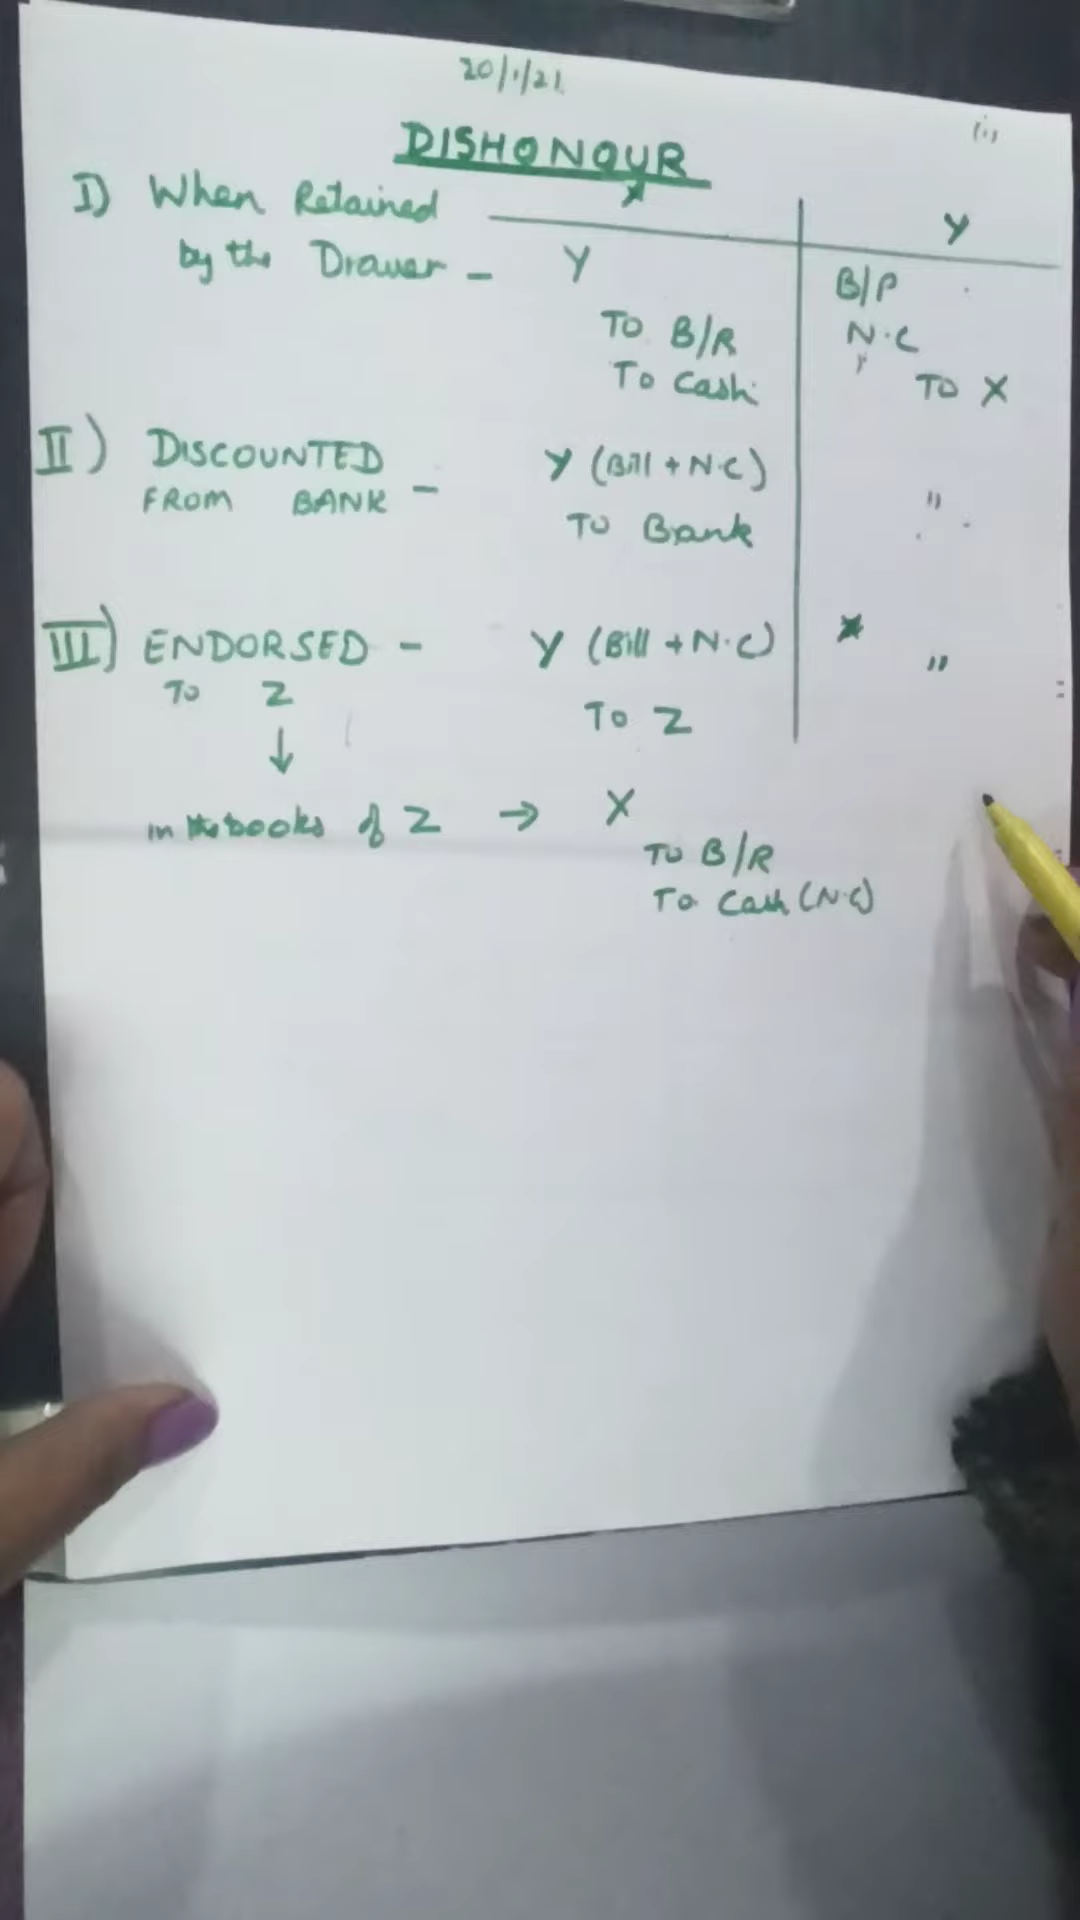 20/1/21
(i)
DISHONOUR
X
Y
I) When Retained
by the Drawer - Y
B/P
To B/R
N.C
To Cash
To X
II) DISCOUNTED
FROM BANK -
Y (Bill + N.C)
To Bank
"
III) ENDORSED - Y (Bill + N.C)
"
To Z
To Z
↓
in the books of Z → X
To B/R
To Cash (N.C)